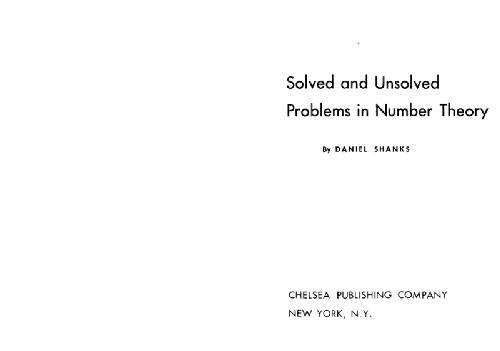 Solved and Unsolved
Problems in Number Theory
By DANIEL SHANKS
CHELSEA PUBLISHING COMPANY
NEW YORK, N.Y.